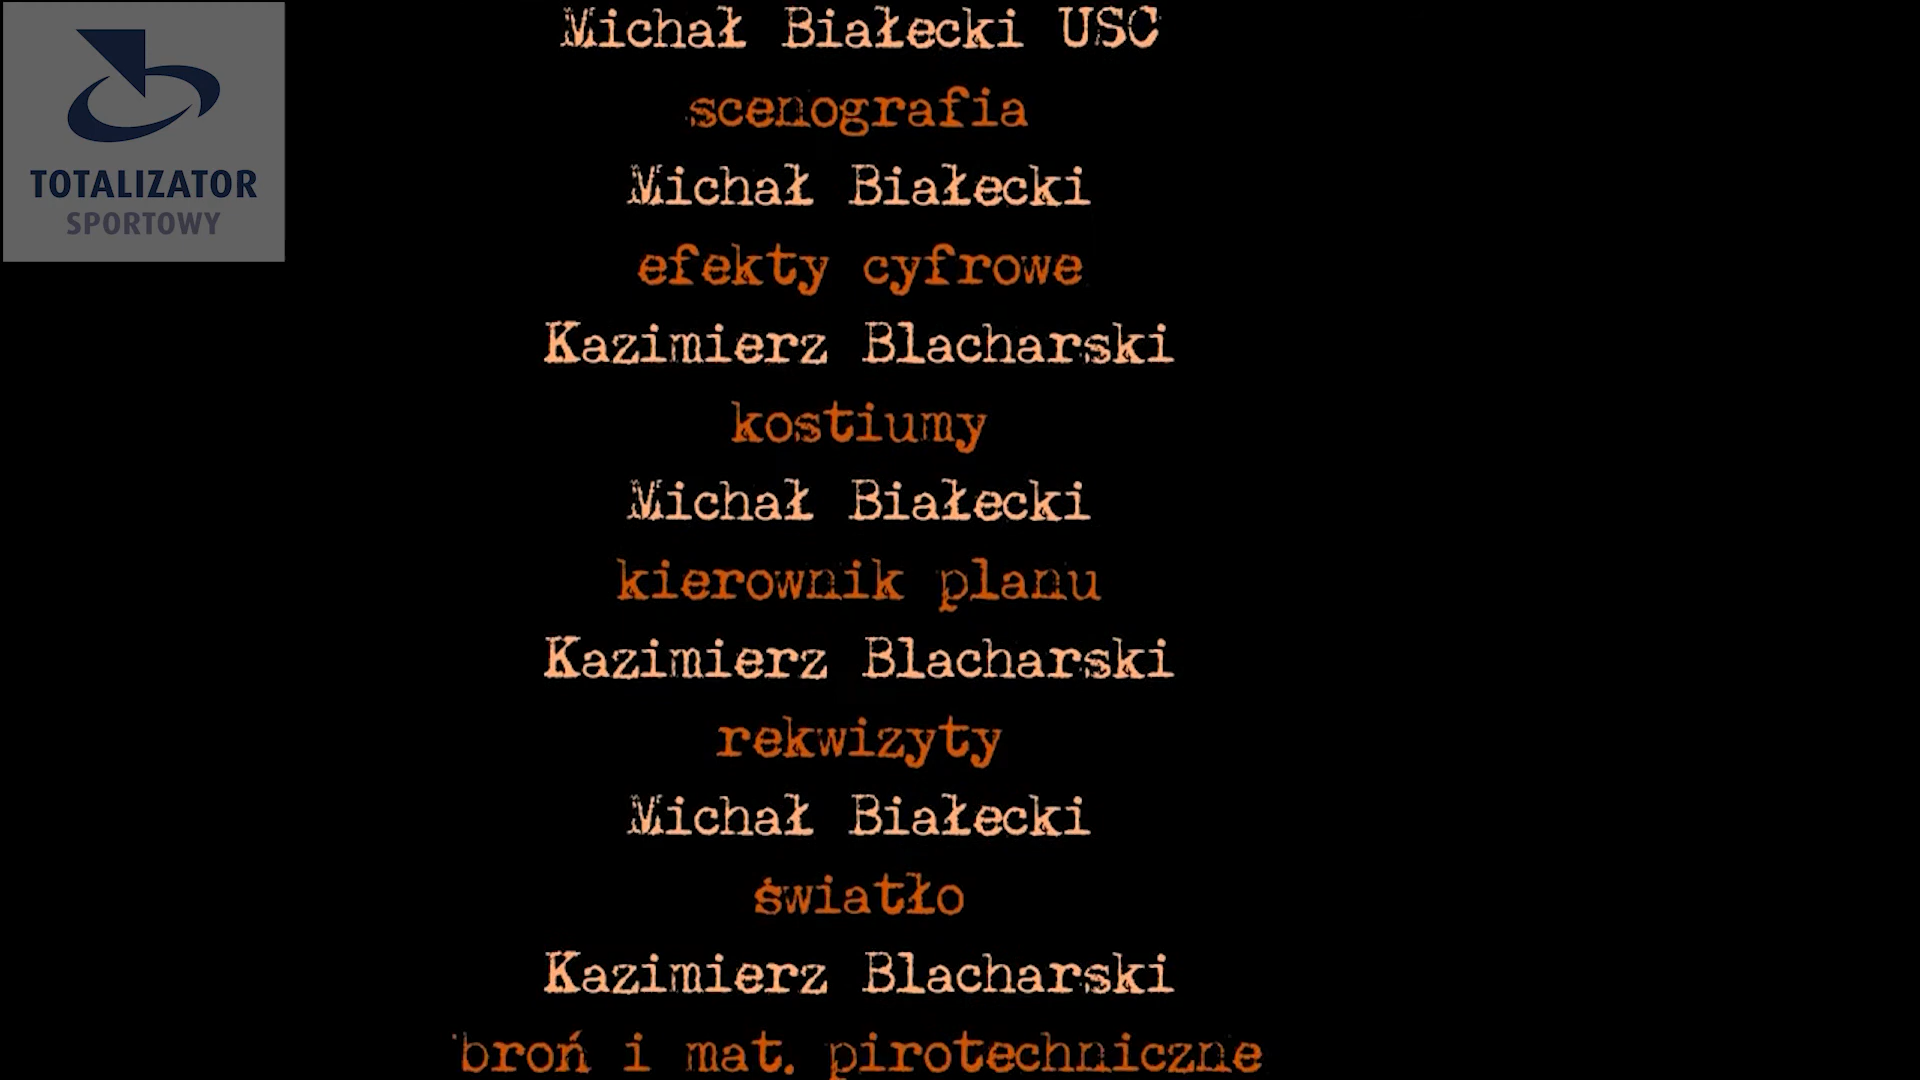 TOTALIZATOR
SPORTOWY
Michał Białecki USC
scenografia
Michał Białecki
efekty cyfrowe
Kazimierz Blacharski
kostiumy
Michał Białecki
kierownik planu
Kazimierz Blacharski
rekwizyty
Michał Białecki
światło
Kazimierz Blacharski
broń i mat. pirotechniczne